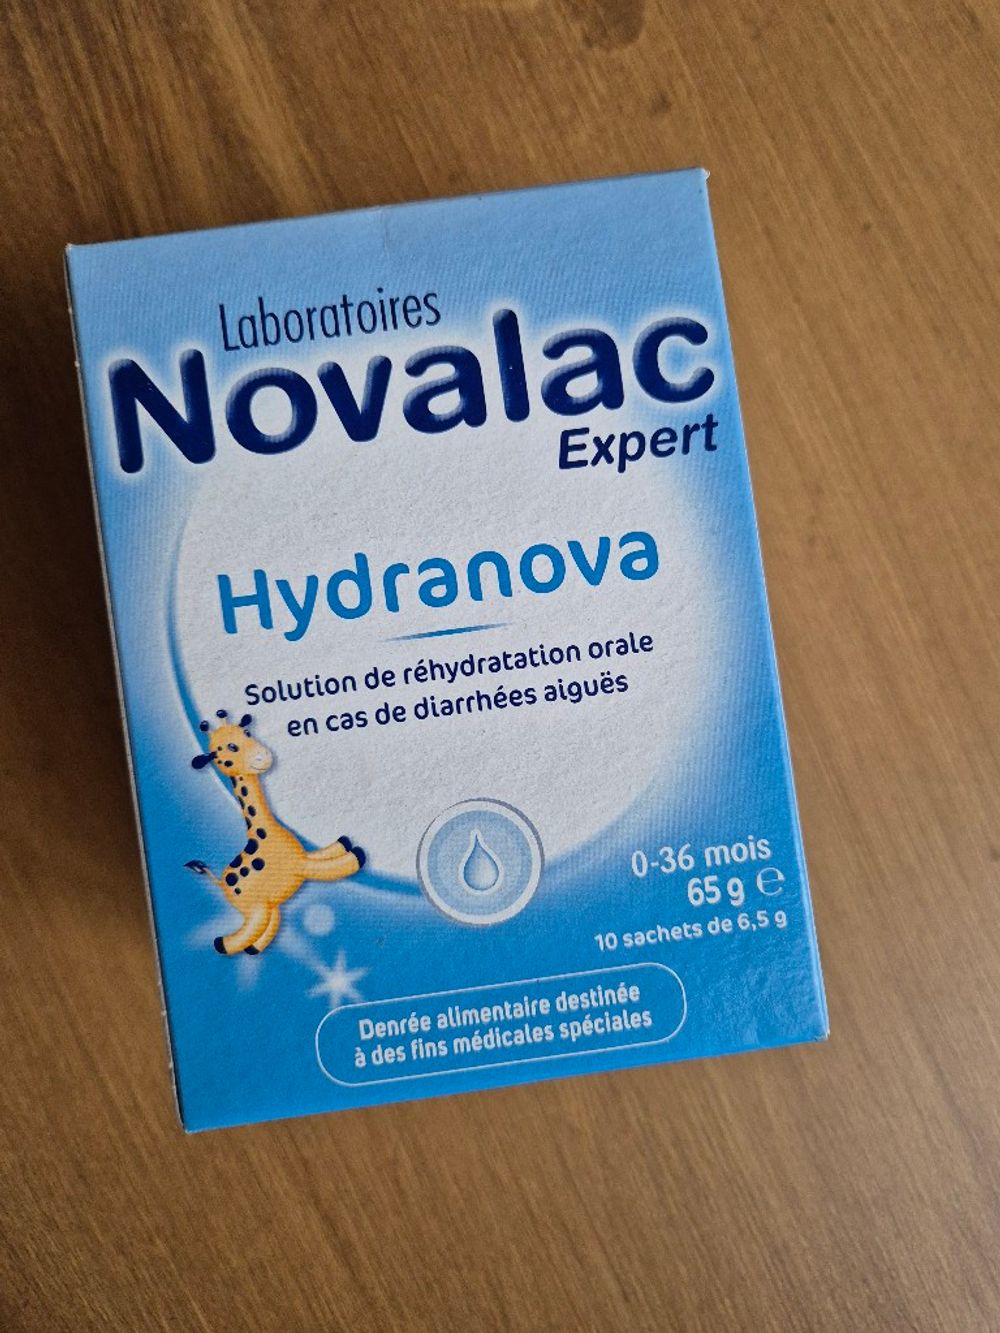 Laboratoires
Novalac
Expert
Hydranova
Solution de réhydratation orale
en cas de diarrhées aiguës
0-36 mois
65 g ℮
10 sachets de 6,5 g
Denrée alimentaire destinée
à des fins médicales spéciales